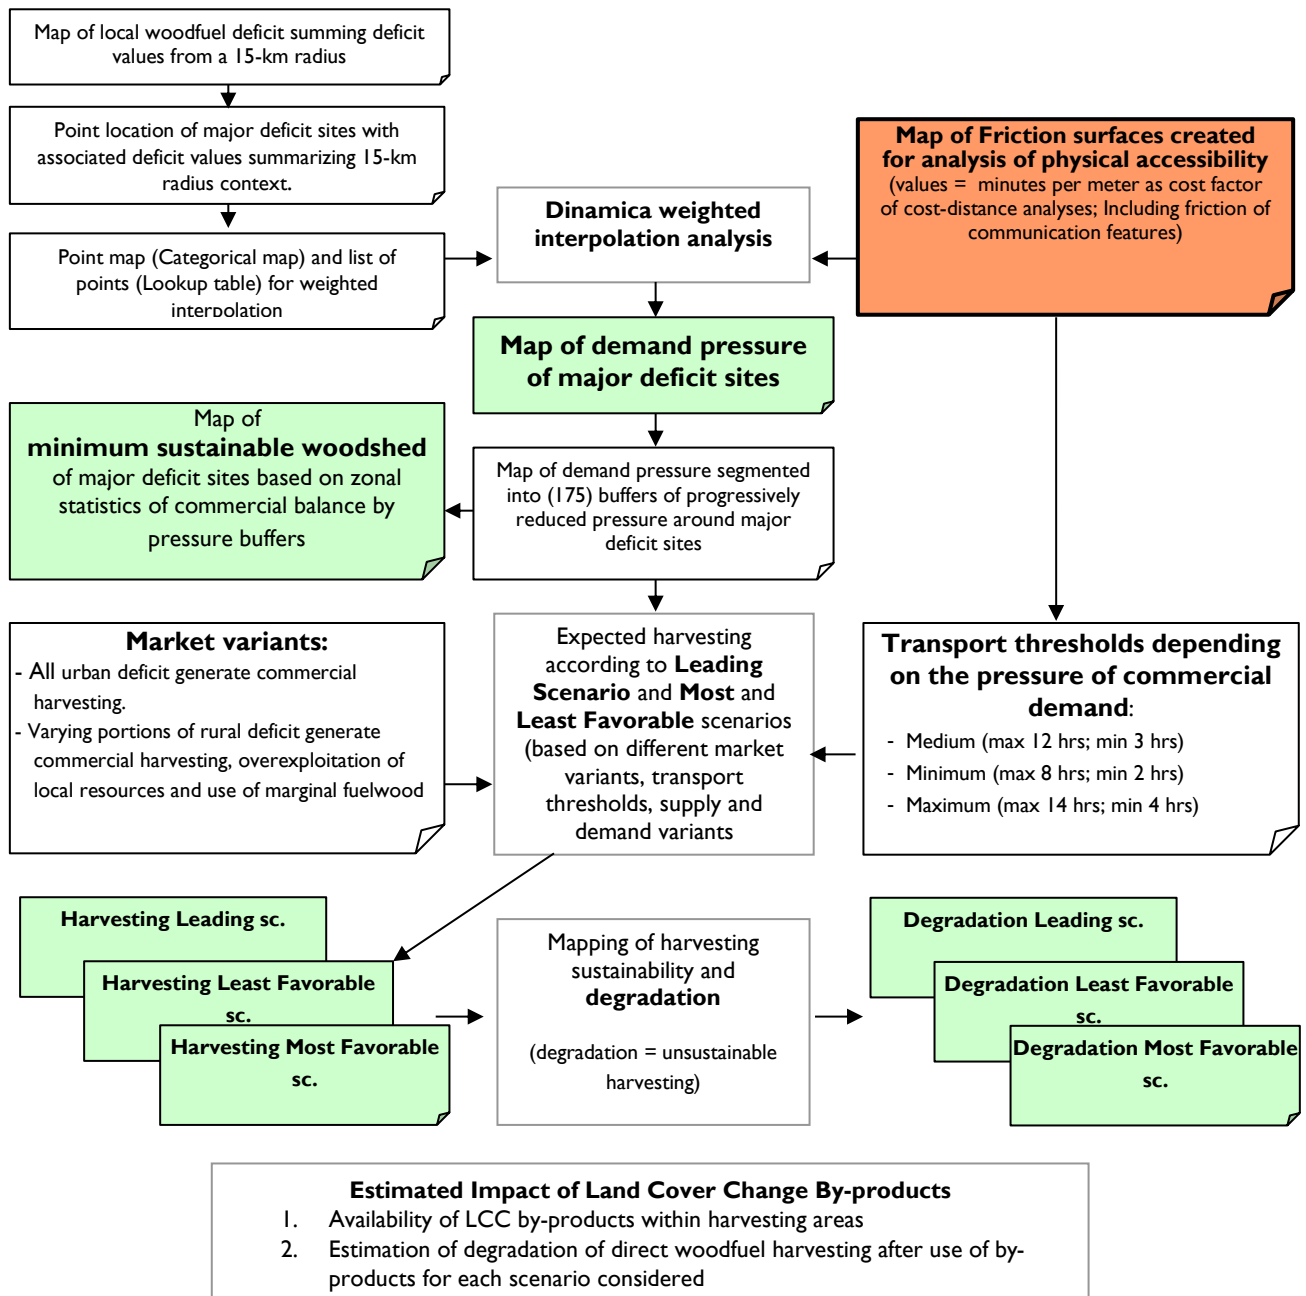 Map of local woodfuel deficit summing deficit
values from a 15-km radius
Point location of major deficit sites with
associated deficit values summarizing 15-km
radius context.
Point map (Categorical map) and list of
points (Lookup table) for weighted
interpolation
Dinamica weighted
interpolation analysis
Map of Friction surfaces created
for analysis of physical accessibility
(values = minutes per meter as cost factor
of cost-distance analyses; Including friction of
communication features)
Map of demand pressure
of major deficit sites
Map of
minimum sustainable woodshed
of major deficit sites based on zonal
statistics of commercial balance by
pressure buffers
Map of demand pressure segmented
into (175) buffers of progressively
reduced pressure around major
deficit sites
Market variants:
- All urban deficit generate commercial
harvesting.
- Varying portions of rural deficit generate
commercial harvesting, overexploitation of
local resources and use of marginal fuelwood
Expected harvesting
according to Leading
Scenario and Most and
Least Favorable scenarios
(based on different market
variants, transport
thresholds, supply and
demand variants
Transport thresholds depending
on the pressure of commercial
demand:
- Medium (max 12 hrs; min 3 hrs)
- Minimum (max 8 hrs; min 2 hrs)
- Maximum (max 14 hrs; min 4 hrs)
Harvesting Leading sc.
Harvesting Least Favorable
sc.
Harvesting Most Favorable
sc.
Mapping of harvesting
sustainability and
degradation
(degradation = unsustainable
harvesting)
Degradation Leading sc.
Degradation Least Favorable
sc.
Degradation Most Favorable
sc.
Estimated Impact of Land Cover Change By-products
1. Availability of LCC by-products within harvesting areas
2. Estimation of degradation of direct woodfuel harvesting after use of by-
products for each scenario considered